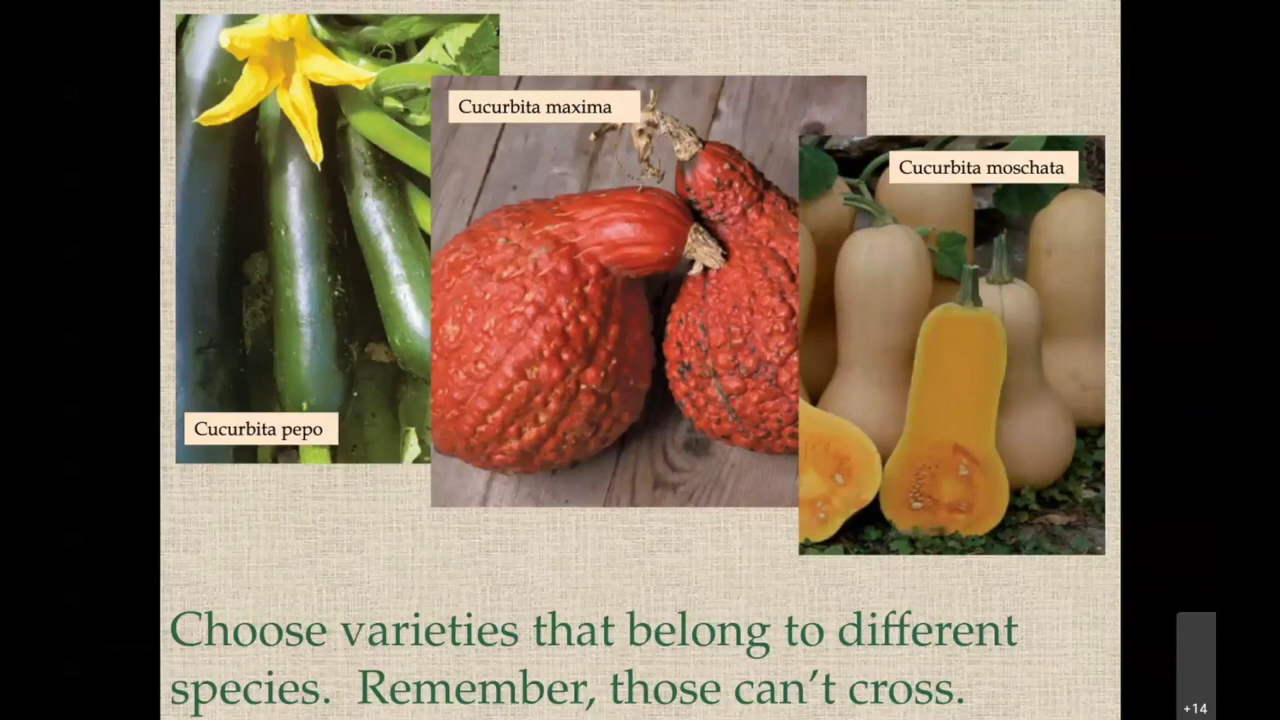 Cucurbita maxima
Cucurbita moschata
Cucurbita pepo
Choose varieties that belong to different
species.  Remember, those can’t cross.
+14